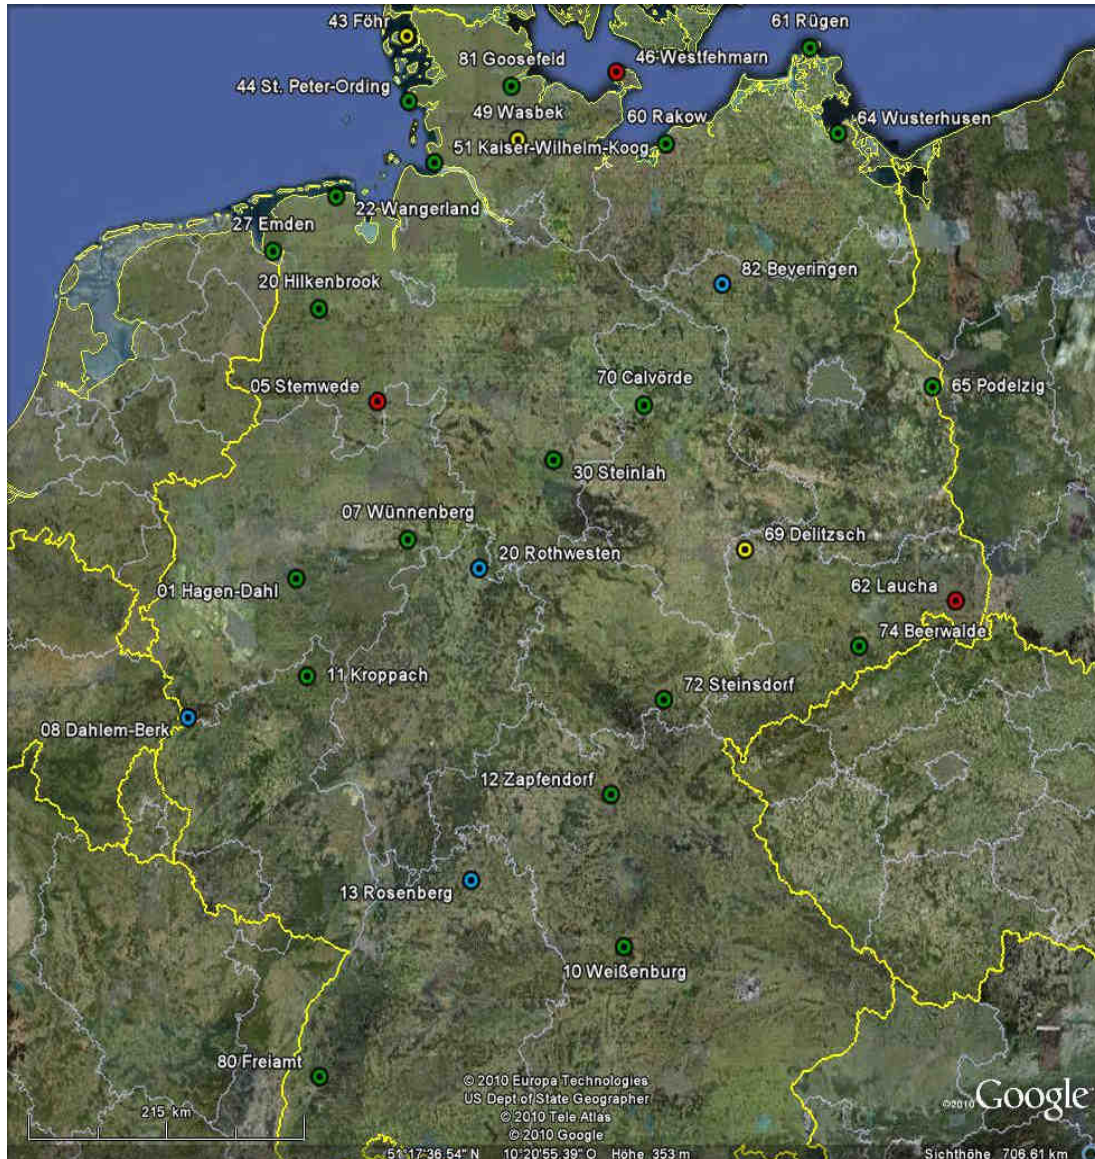 43 Föhr
61 Rügen
81 Goosefeld
46 Westfehmarn
44 St. Peter-Ording
49 Wasbek
60 Rakow
64 Wusterhusen
51 Kaiser-Wilhelm-Koog
22 Wangerland
27 Emden
82 Beveringen
20 Hilkenbrook
70 Calvörde
05 Stemwede
65 Podelzig
30 Steinlah
07 Wünnenberg
69 Delitzsch
20 Rothwesten
01 Hagen-Dahl
62 Laucha
74 Beerwalde
11 Kroppach
72 Steinsdorf
08 Dahlem-Berk
12 Zapfendorf
13 Rosenberg
10 Weißenburg
80 Freiamt
© 2010 Europa Technologies
US Dept of State Geographer
© 2010 Tele Atlas
© 2010 Google
©2010 Google
215 km
51°17'36.54" N 10°20'55.39" O Höhe 353 m
Sichthöhe 706.61 km